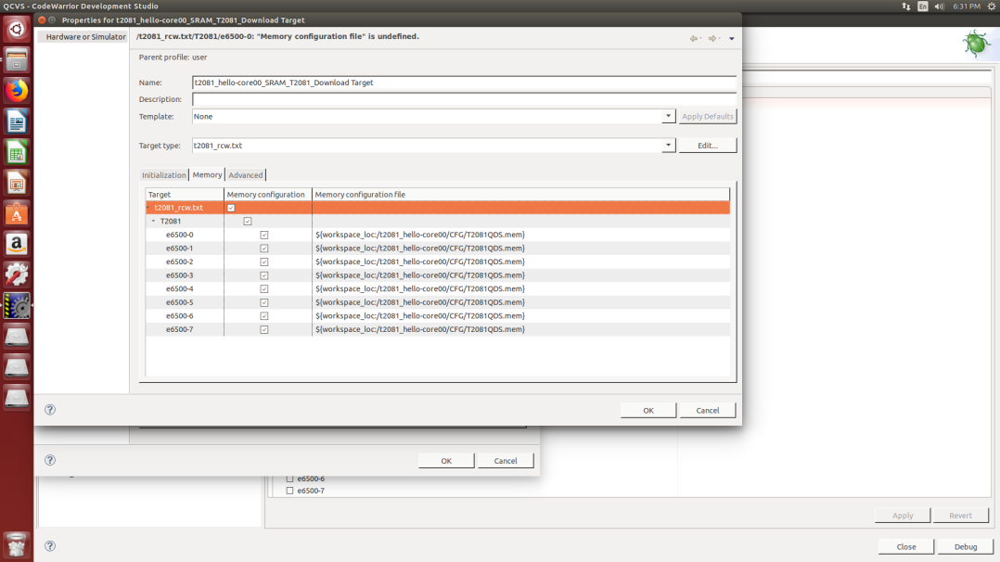 QCVS - CodeWarrior Development Studio
En
6:31 PM
Properties for t2081_hello-core00_SRAM_T2081_Download Target
Hardware or Simulator
/t2081_rcw.txt/T2081/e6500-0: "Memory configuration file" is undefined.
Parent profile: user
Name:
t2081_hello-core00_SRAM_T2081_Download Target
Description:
Template:
None
Apply Defaults
Target type:
t2081_rcw.txt
Edit...
Initialization
Memory
Advanced
Target
Memory configuration
Memory configuration file
t2081_rcw.txt
T2081
e6500-0
${workspace_loc:/t2081_hello-core00/CFG/T2081QDS.mem}
e6500-1
${workspace_loc:/t2081_hello-core00/CFG/T2081QDS.mem}
e6500-2
${workspace_loc:/t2081_hello-core00/CFG/T2081QDS.mem}
e6500-3
${workspace_loc:/t2081_hello-core00/CFG/T2081QDS.mem}
e6500-4
${workspace_loc:/t2081_hello-core00/CFG/T2081QDS.mem}
e6500-5
${workspace_loc:/t2081_hello-core00/CFG/T2081QDS.mem}
e6500-6
${workspace_loc:/t2081_hello-core00/CFG/T2081QDS.mem}
e6500-7
${workspace_loc:/t2081_hello-core00/CFG/T2081QDS.mem}
OK
Cancel
OK
Cancel
e6500-6
e6500-7
Apply
Revert
Close
Debug